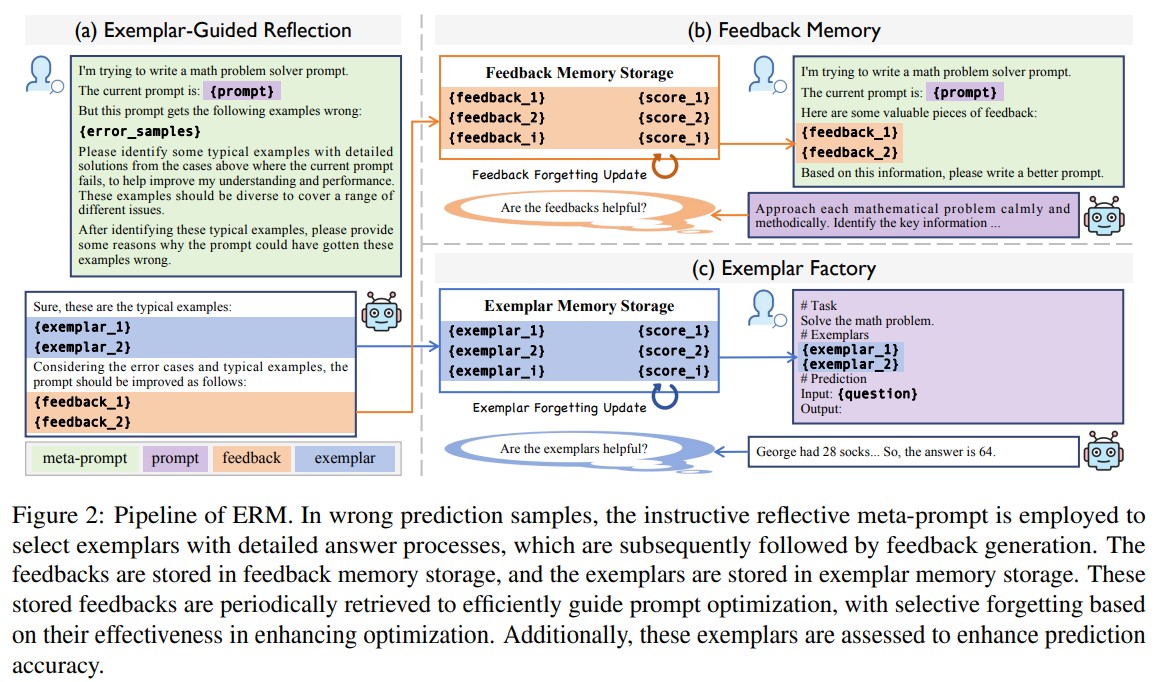 (a) Exemplar-Guided Reflection
I'm trying to write a math problem solver prompt.
The current prompt is: {prompt}
But this prompt gets the following examples wrong:
{error_samples}
Please identify some typical examples with detailed
solutions from the cases above where the current prompt
fails, to help improve my understanding and performance.
These examples should be diverse to cover a range of
different issues.
After identifying these typical examples, please provide
some reasons why the prompt could have gotten these
examples wrong.
Sure, these are the typical examples:
{exemplar_1}
{exemplar_2}
Considering the error cases and typical examples, the
prompt should be improved as follows:
{feedback_1}
{feedback_2}
meta-prompt prompt feedback exemplar
(b) Feedback Memory
Feedback Memory Storage
{feedback_1} {score_1}
{feedback_2} {score_2}
{feedback_i} {score_i}
Feedback Forgetting Update
Are the feedbacks helpful?
I'm trying to write a math problem solver prompt.
The current prompt is: {prompt}
Here are some valuable pieces of feedback:
{feedback_1}
{feedback_2}
Based on this information, please write a better prompt.
Approach each mathematical problem calmly and
methodically. Identify the key information ...
(c) Exemplar Factory
Exemplar Memory Storage
{exemplar_1} {score_1}
{exemplar_2} {score_2}
{exemplar_i} {score_i}
Exemplar Forgetting Update
Are the exemplars helpful?
# Task
Solve the math problem.
# Exemplars
{exemplar_1}
{exemplar_2}
# Prediction
Input: {question}
Output:
George had 28 socks... So, the answer is 64.
Figure 2: Pipeline of ERM. In wrong prediction samples, the instructive reflective meta-prompt is employed to
select exemplars with detailed answer processes, which are subsequently followed by feedback generation. The
feedbacks are stored in feedback memory storage, and the exemplars are stored in exemplar memory storage. These
stored feedbacks are periodically retrieved to efficiently guide prompt optimization, with selective forgetting based
on their effectiveness in enhancing optimization. Additionally, these exemplars are assessed to enhance prediction
accuracy.